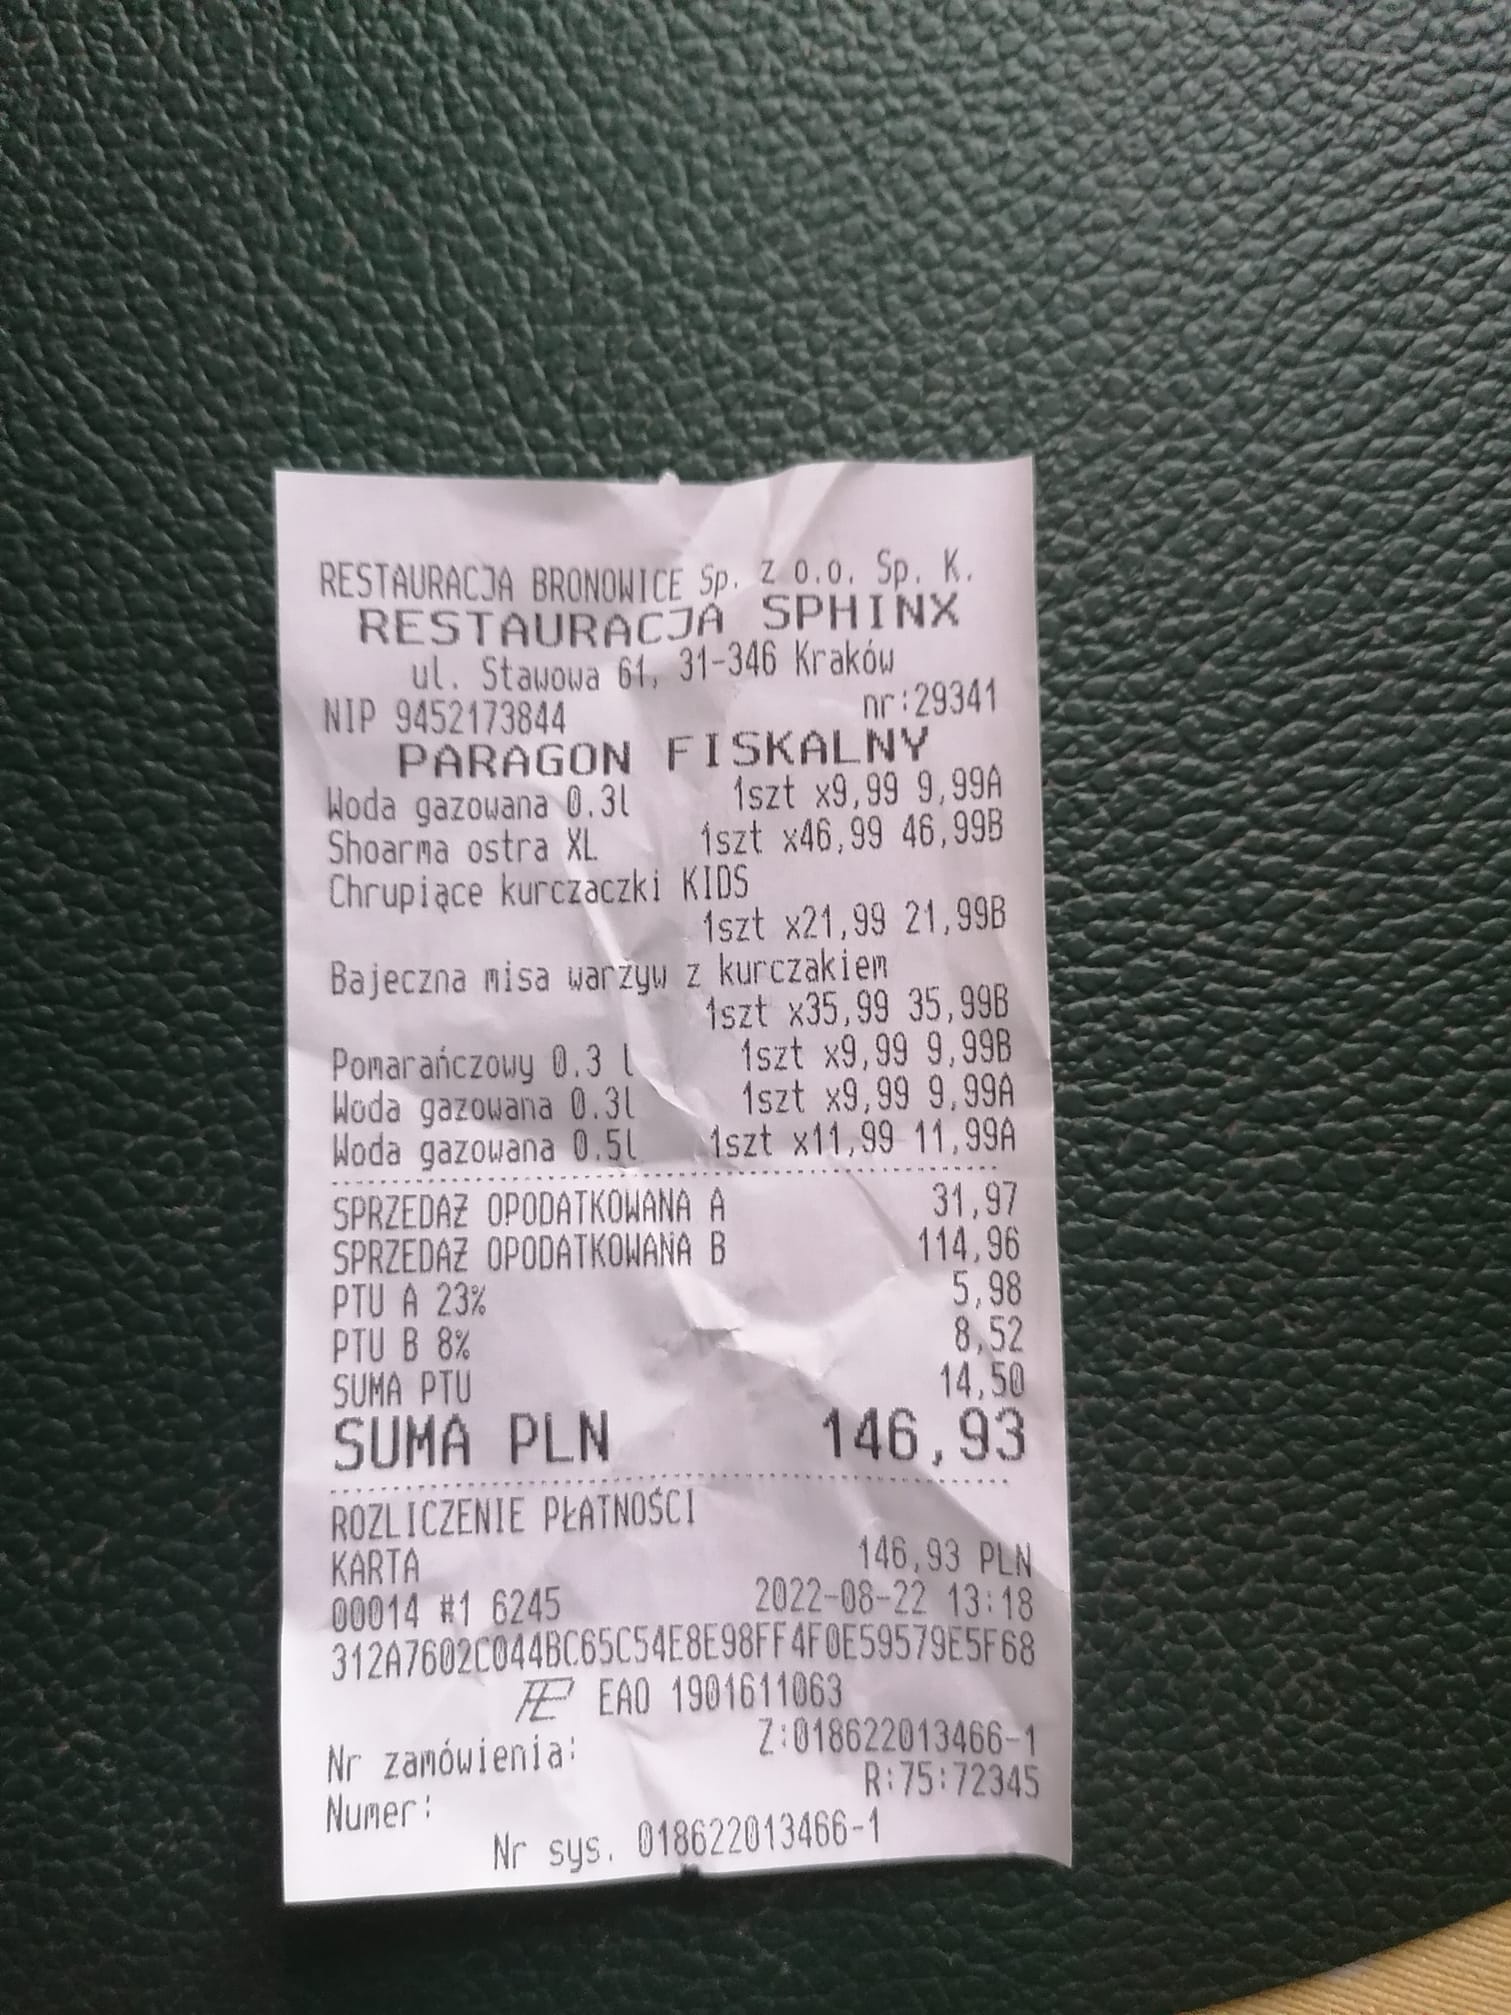 RESTAURACJA BRONOWICE Sp. z o.o. Sp. K.
RESTAURACJA SPHINX
ul. Stawowa 61, 31-346 Kraków
NIP 9452173844 nr:29341
PARAGON FISKALNY
Woda gazowana 0.3l 1szt x9,99 9,99A
Shoarma ostra XL 1szt x46,99 46,99B
Chrupiące kurczaczki KIDS
1szt x21,99 21,99B
Bajeczna misa warzyw z kurczakiem
1szt x35,99 35,99B
Pomarańczowy 0.3 l 1szt x9,99 9,99B
Woda gazowana 0.3l 1szt x9,99 9,99A
Woda gazowana 0.5l 1szt x11,99 11,99A
SPRZEDAŻ OPODATKOWANA A 31,97
SPRZEDAŻ OPODATKOWANA B 114,96
PTU A 23% 5,98
PTU B 8% 8,52
SUMA PTU 14,50
SUMA PLN 146,93
ROZLICZENIE PŁATNOŚCI
KARTA 146,93 PLN
00014 #1 6245 2022-08-22 13:18
312A7602C044BC65C54E8E98FF4F0E59579E5F68
EAO 1901611063
Nr zamówienia: Z:018622013466-1
Numer: R:75:72345
Nr sys. 018622013466-1